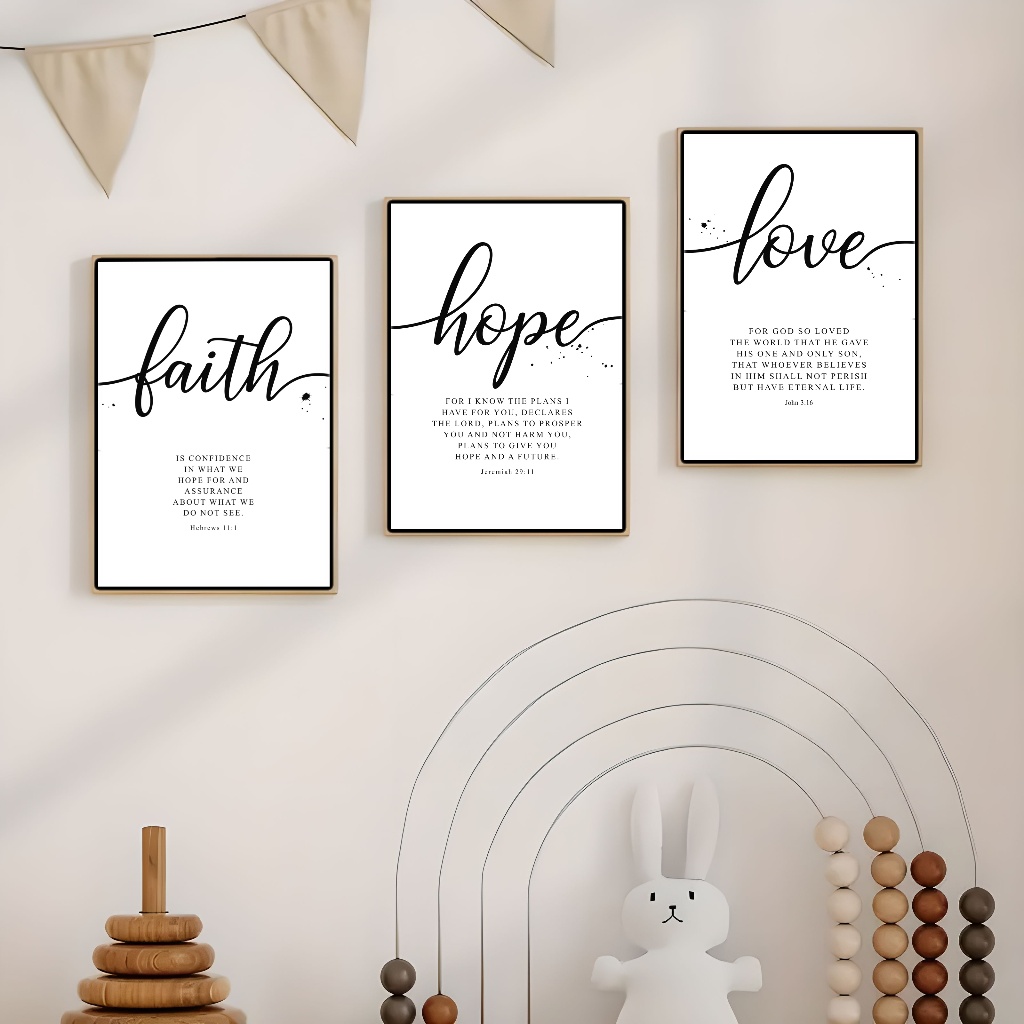 faith
IS CONFIDENCE
IN WHAT WE
HOPE FOR AND
ASSURANCE
ABOUT WHAT WE
DO NOT SEE.
Hebrews 11:1
hope
FOR I KNOW THE PLANS I
HAVE FOR YOU, DECLARES
THE LORD, PLANS TO PROSPER
YOU AND NOT HARM YOU,
PLANS TO GIVE YOU
HOPE AND A FUTURE.
Jeremiah 29:11
love
FOR GOD SO LOVED
THE WORLD THAT HE GAVE
HIS ONE AND ONLY SON,
THAT WHOEVER BELIEVES
IN HIM SHALL NOT PERISH
BUT HAVE ETERNAL LIFE.
John 3:16